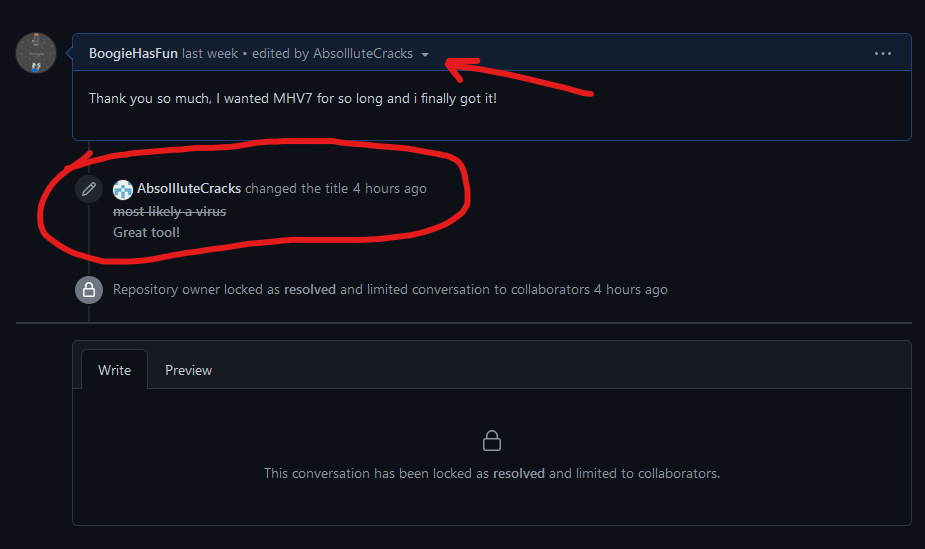 BoogieHasFun last week • edited by AbsollluteCracks
Thank you so much, I wanted MHV7 for so long and i finally got it!
AbsollluteCracks changed the title 4 hours ago
most likely a virus
Great tool!
Repository owner locked as resolved and limited conversation to collaborators 4 hours ago
Write Preview
This conversation has been locked as resolved and limited to collaborators.